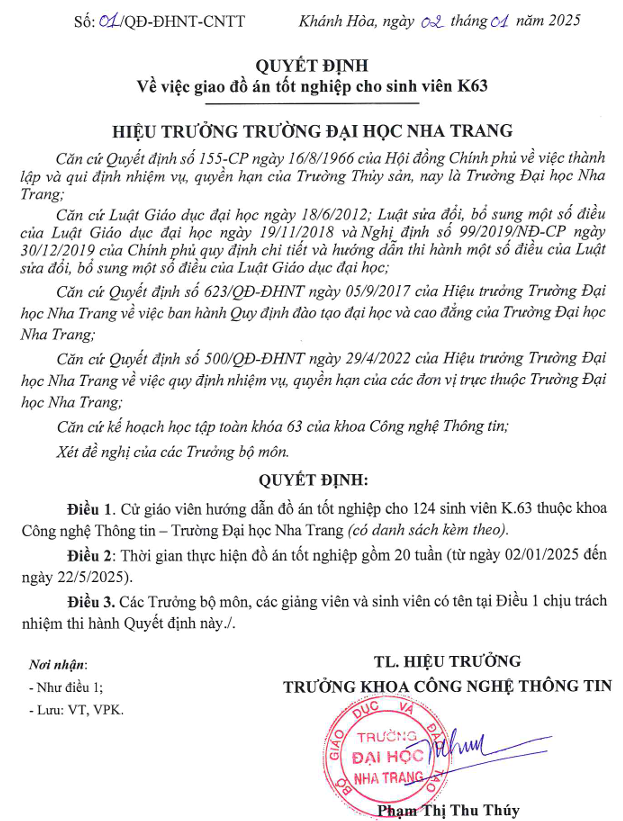 Số: 01/QĐ-ĐHNT-CNTT Khánh Hòa, ngày 02 tháng 01 năm 2025
QUYẾT ĐỊNH
Về việc giao đồ án tốt nghiệp cho sinh viên K63
HIỆU TRƯỞNG TRƯỜNG ĐẠI HỌC NHA TRANG
Căn cứ Quyết định số 155-CP ngày 16/8/1966 của Hội đồng Chính phủ về việc thành
lập và qui định nhiệm vụ, quyền hạn của Trường Thủy sản, nay là Trường Đại học Nha
Trang;
Căn cứ Luật Giáo dục đại học ngày 18/6/2012; Luật sửa đổi, bổ sung một số điều
của Luật Giáo dục đại học ngày 19/11/2018 và Nghị định số 99/2019/NĐ-CP ngày
30/12/2019 của Chính phủ quy định chi tiết và hướng dẫn thi hành một số điều của Luật
sửa đổi, bổ sung một số điều của Luật Giáo dục đại học;
Căn cứ Quyết định số 623/QĐ-ĐHNT ngày 05/9/2017 của Hiệu trưởng Trường Đại
học Nha Trang về việc ban hành Quy định đào tạo đại học và cao đẳng của Trường Đại học
Nha Trang;
Căn cứ Quyết định số 500/QĐ-ĐHNT ngày 29/4/2022 của Hiệu trưởng Trường Đại
học Nha Trang về việc quy định nhiệm vụ, quyền hạn của các đơn vị trực thuộc Trường Đại
học Nha Trang;
Căn cứ kế hoạch học tập toàn khóa 63 của khoa Công nghệ Thông tin;
Xét đề nghị của các Trưởng bộ môn.
QUYẾT ĐỊNH:
Điều 1. Cử giáo viên hướng dẫn đồ án tốt nghiệp cho 124 sinh viên K.63 thuộc khoa
Công nghệ Thông tin – Trường Đại học Nha Trang (có danh sách kèm theo).
Điều 2: Thời gian thực hiện đồ án tốt nghiệp gồm 20 tuần (từ ngày 02/01/2025 đến
ngày 22/5/2025).
Điều 3. Các Trưởng bộ môn, các giảng viên và sinh viên có tên tại Điều 1 chịu trách
nhiệm thi hành Quyết định này./.
Nơi nhận:
- Như điều 1;
- Lưu: VT, VPK.
TL. HIỆU TRƯỞNG
TRƯỞNG KHOA CÔNG NGHỆ THÔNG TIN
BỘ GIÁO DỤC VÀ ĐÀO TẠO
TRƯỜNG
ĐẠI HỌC
NHA TRANG
Phạm Thị Thu Thúy